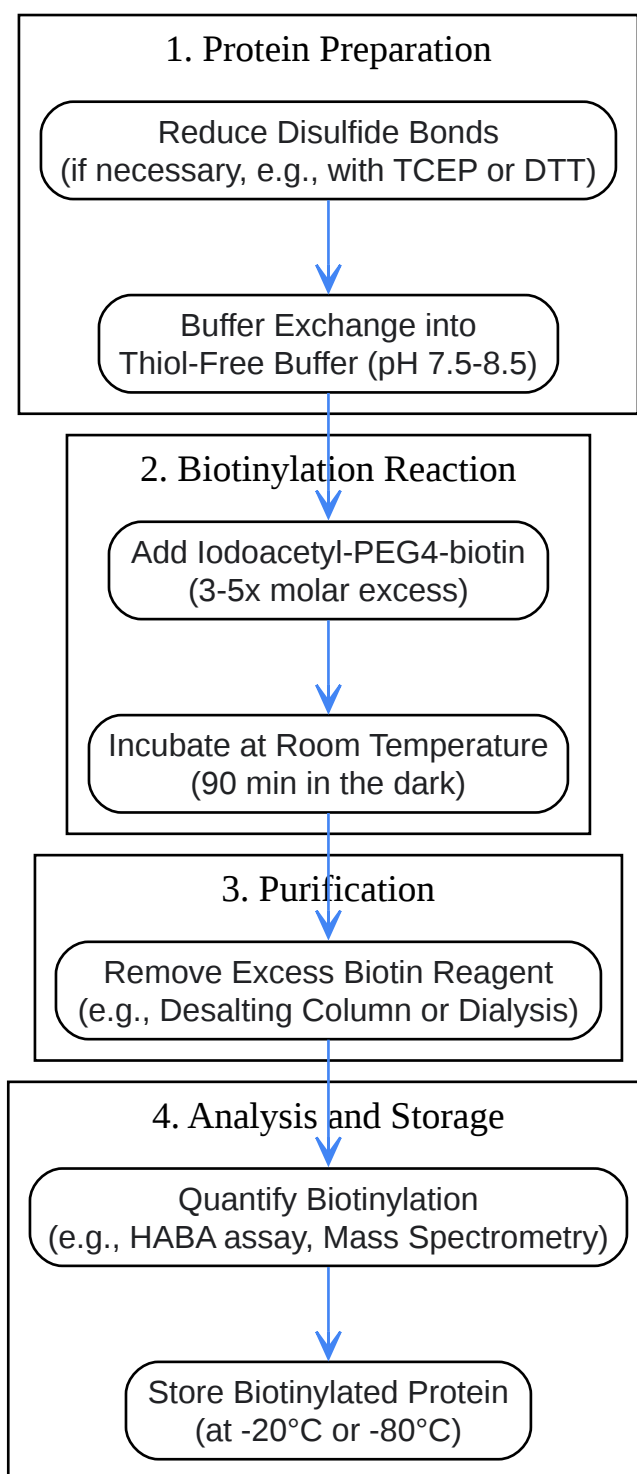 1. Protein Preparation
Reduce Disulfide Bonds
(if necessary, e.g., with TCEP or DTT)
Buffer Exchange into
Thiol-Free Buffer (pH 7.5-8.5)
2. Biotinylation Reaction
Add Iodoacetyl-PEG4-biotin
(3-5x molar excess)
Incubate at Room Temperature
(90 min in the dark)
3. Purification
Remove Excess Biotin Reagent
(e.g., Desalting Column or Dialysis)
4. Analysis and Storage
Quantify Biotinylation
(e.g., HABA assay, Mass Spectrometry)
Store Biotinylated Protein
(at -20°C or -80°C)